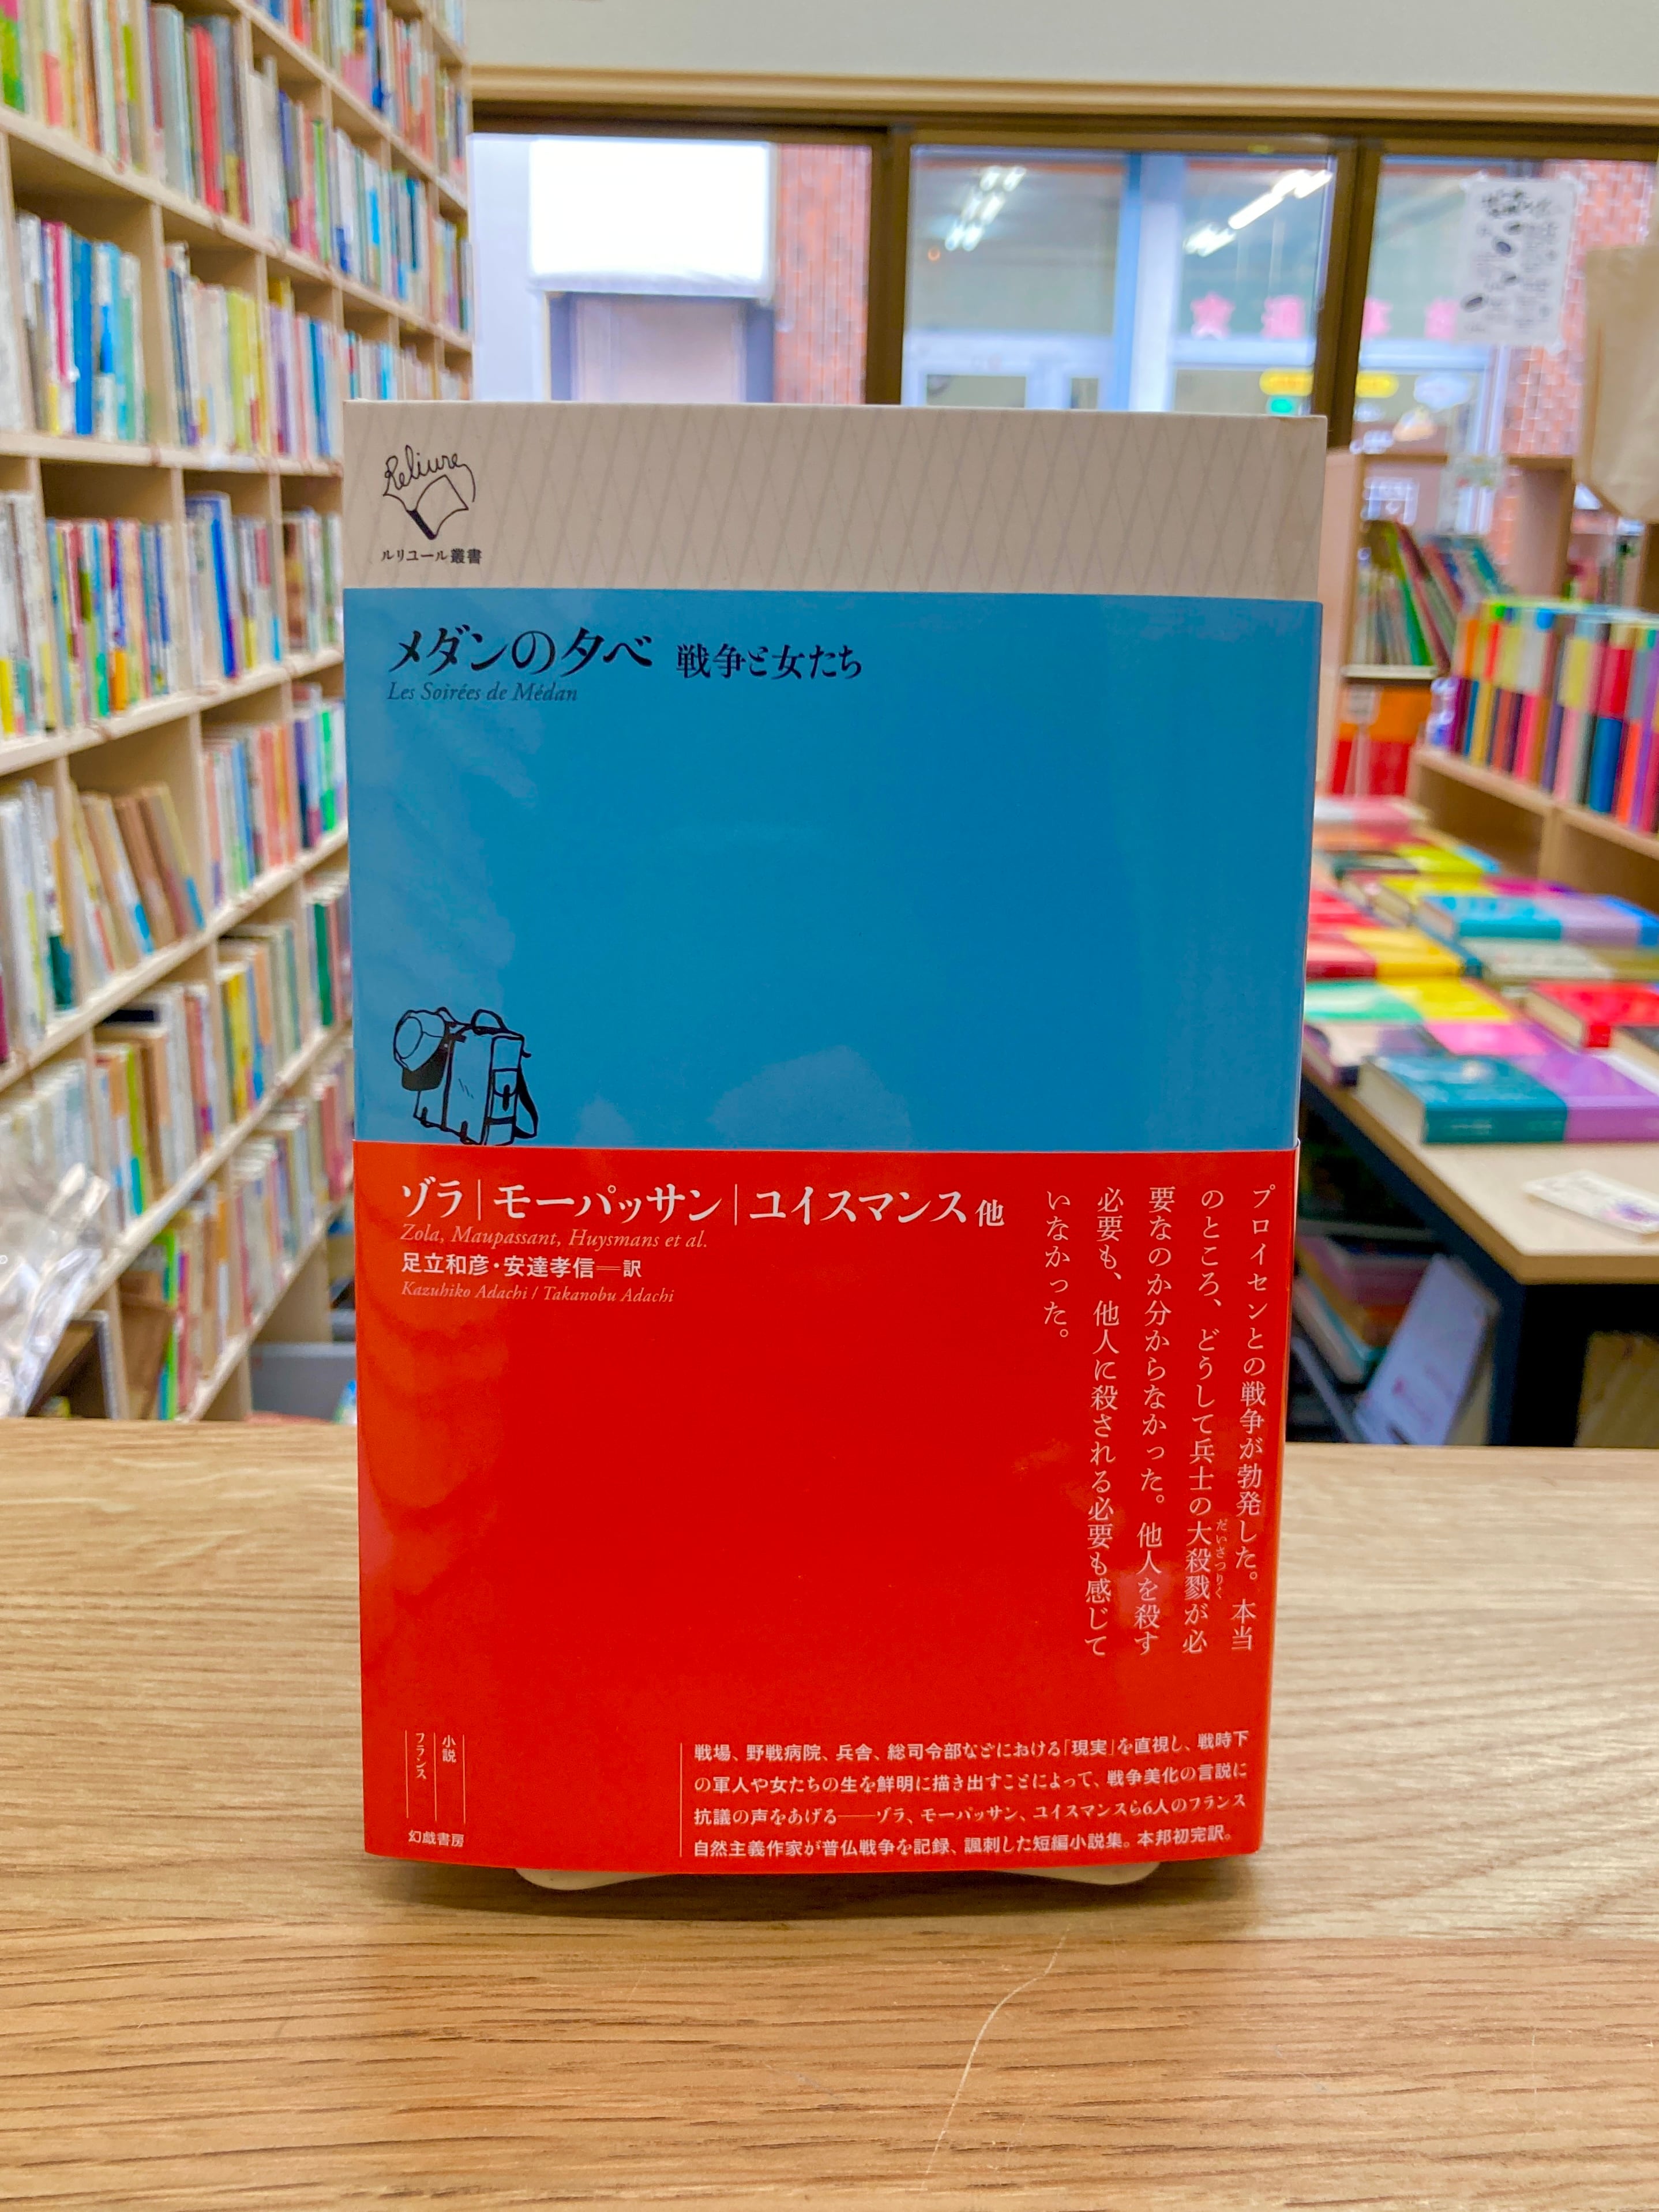 Reliure
ルリユール叢書
メダンの夕べ 戦争と女たち
Les Soirées de Médan
ゾラ|モーパッサン|ユイスマンス 他
Zola, Maupassant, Huysmans et al.
足立和彦・安達孝信──訳
Kazuhiko Adachi / Takanobu Adachi
プロイセンとの戦争が勃発した。本当
のところ、どうして兵士の大殺戮が必
だいさつりく
要なのか分からなかった。他人を殺す
必要も、他人に殺される必要も感じて
いなかった。
小説
フランス
幻戯書房
戦場、野戦病院、兵舎、総司令部などにおける「現実」を直視し、戦時下
の軍人や女たちの生を鮮明に描き出すことによって、戦争美化の言説に
抗議の声をあげる──ゾラ、モーパッサン、ユイスマンスら6人のフランス
自然主義作家が普仏戦争を記録、諷刺した短編小説集。本邦初完訳。